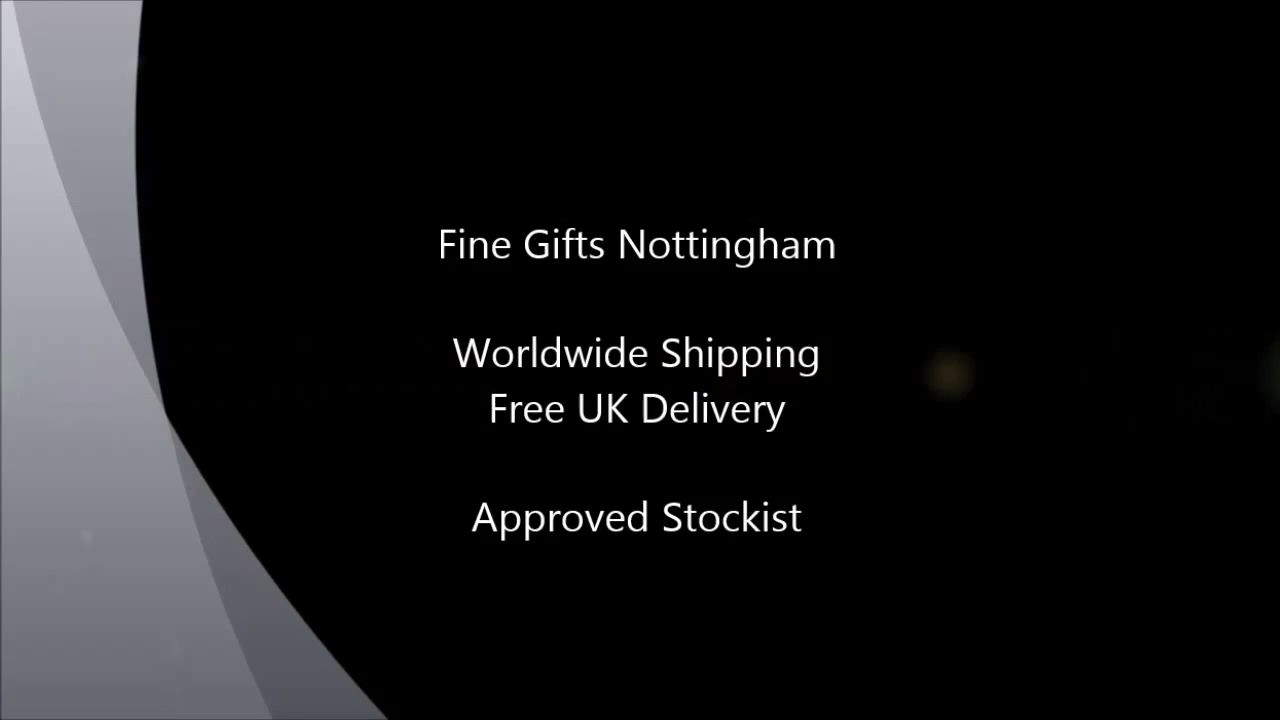 Fine Gifts Nottingham
Worldwide Shipping
Free UK Delivery
Approved Stockist